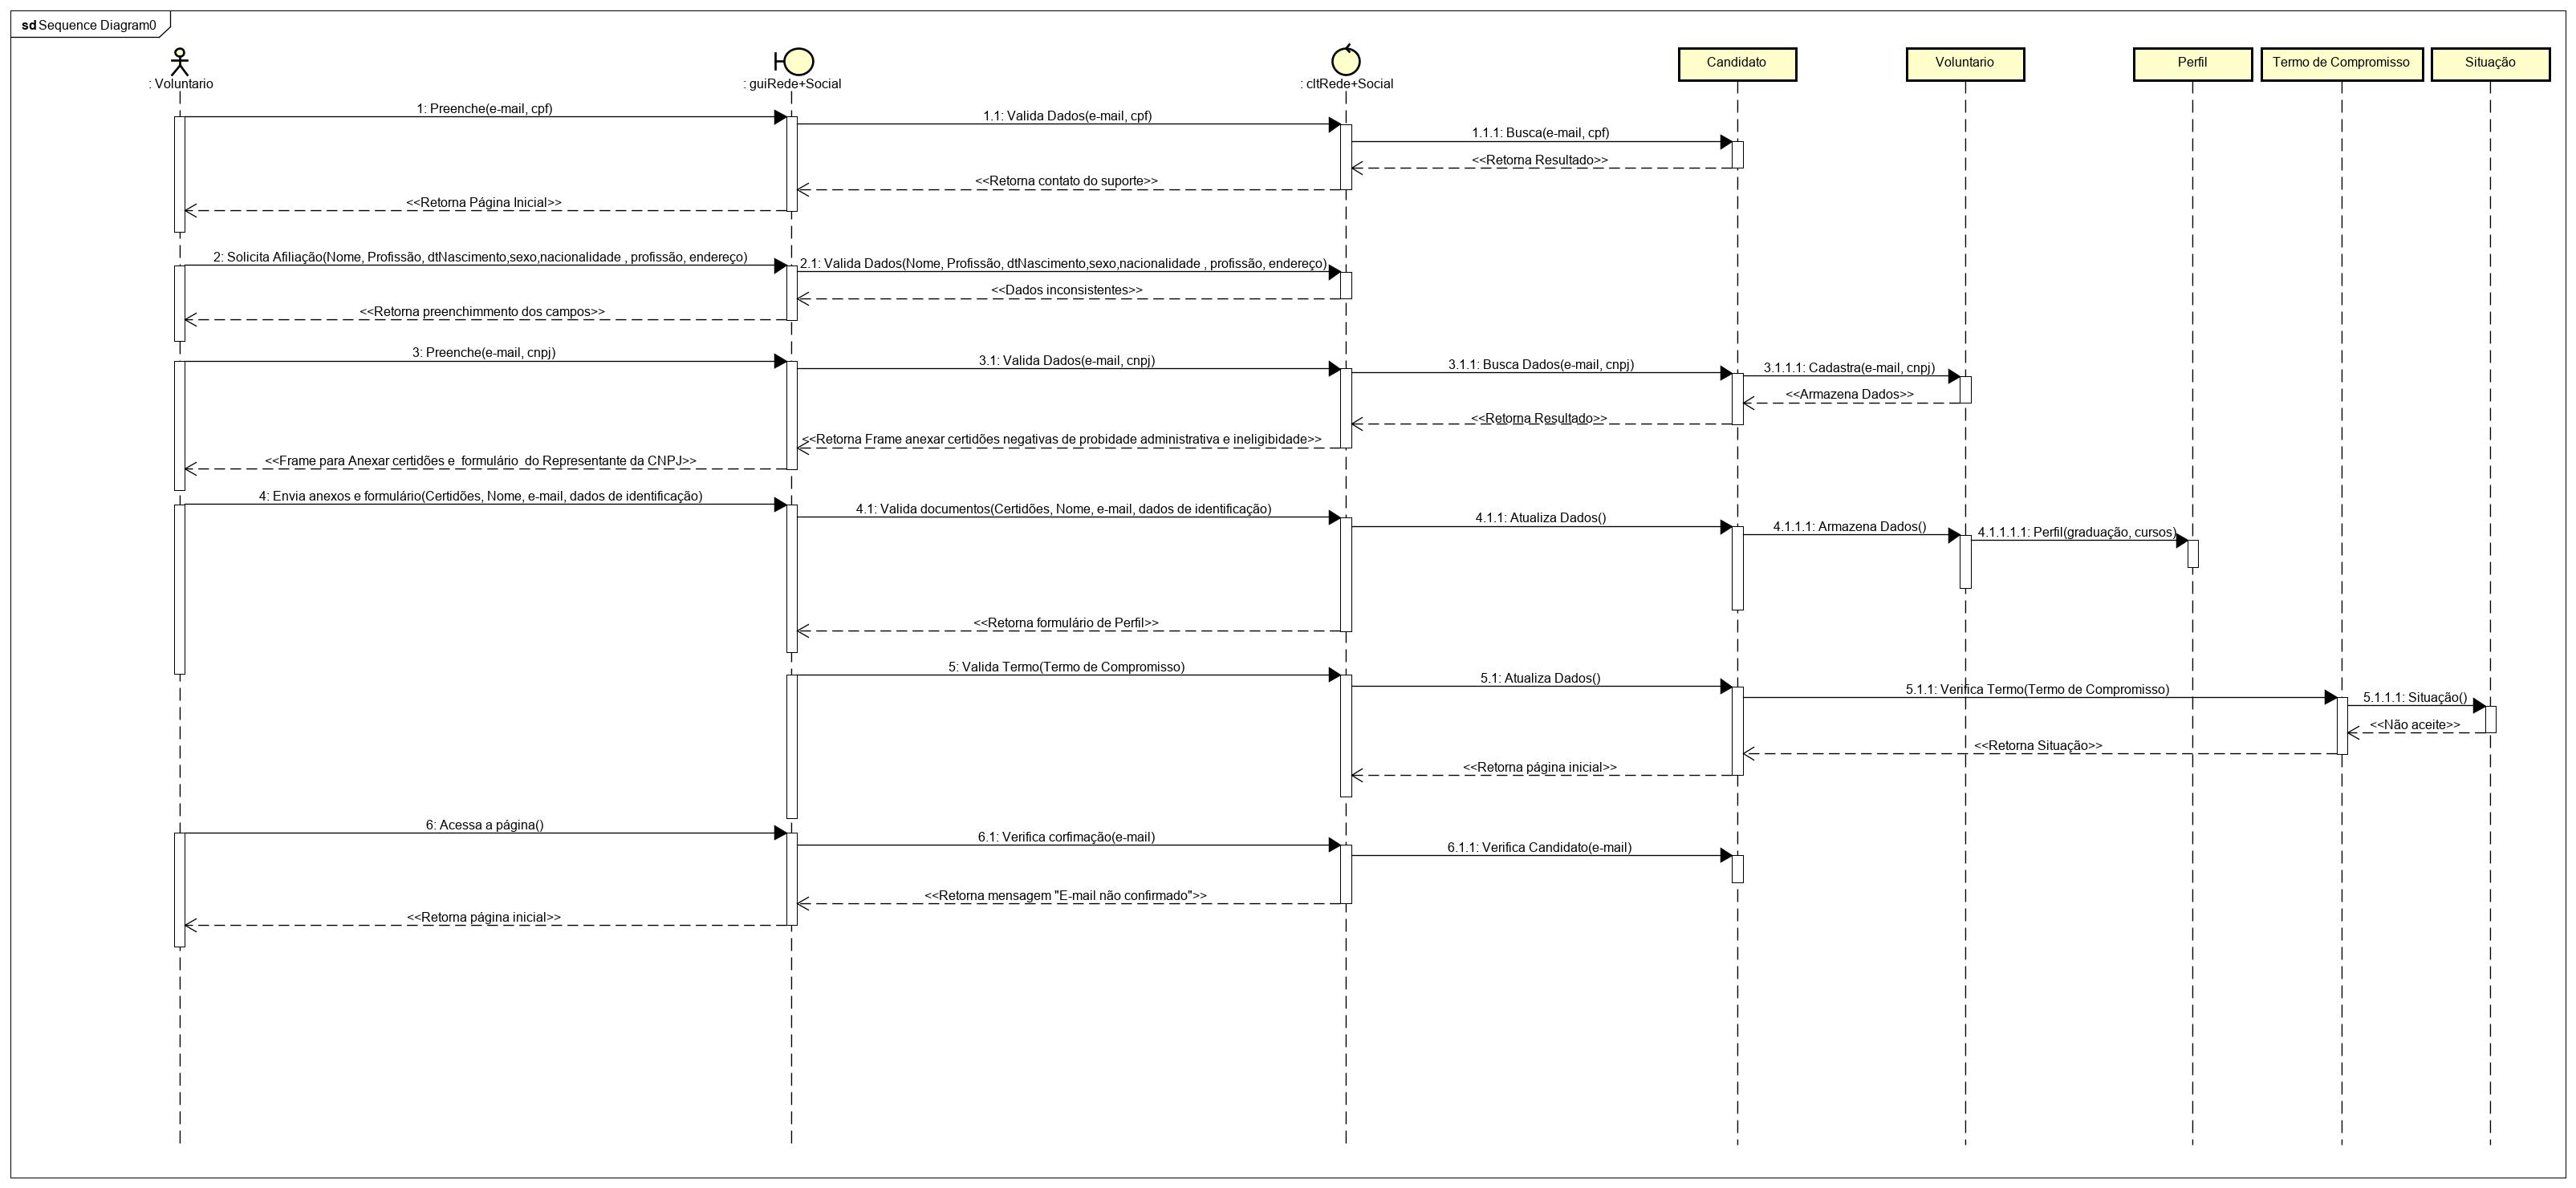 sd Sequence Diagram0
: Voluntario
: guiRede+Social
: cltRede+Social
Candidato
Voluntario
Perfil
Termo de Compromisso
Situação
1: Preenche(e-mail, cpf)
1.1: Valida Dados(e-mail, cpf)
1.1.1: Busca(e-mail, cpf)
<<Retorna Resultado>>
<<Retorna contato do suporte>>
<<Retorna Página Inicial>>
2: Solicita Afiliação(Nome, Profissão, dtNascimento,sexo,nacionalidade , profissão, endereço)
2.1: Valida Dados(Nome, Profissão, dtNascimento,sexo,nacionalidade , profissão, endereço)
<<Dados inconsistentes>>
<<Retorna preenchimmento dos campos>>
3: Preenche(e-mail, cnpj)
3.1: Valida Dados(e-mail, cnpj)
3.1.1: Busca Dados(e-mail, cnpj)
3.1.1.1: Cadastra(e-mail, cnpj)
<<Armazena Dados>>
<<Retorna Resultado>>
<<Retorna Frame anexar certidões negativas de probidade administrativa e ineligibidade>>
<<Frame para Anexar certidões e  formulário  do Representante da CNPJ>>
4: Envia anexos e formulário(Certidões, Nome, e-mail, dados de identificação)
4.1: Valida documentos(Certidões, Nome, e-mail, dados de identificação)
4.1.1: Atualiza Dados()
4.1.1.1: Armazena Dados()
4.1.1.1.1: Perfil(graduação, cursos)
<<Retorna formulário de Perfil>>
5: Valida Termo(Termo de Compromisso)
5.1: Atualiza Dados()
5.1.1: Verifica Termo(Termo de Compromisso)
5.1.1.1: Situação()
<<Não aceite>>
<<Retorna Situação>>
<<Retorna página inicial>>
6: Acessa a página()
6.1: Verifica corfimação(e-mail)
6.1.1: Verifica Candidato(e-mail)
<<Retorna mensagem "E-mail não confirmado">>
<<Retorna página inicial>>